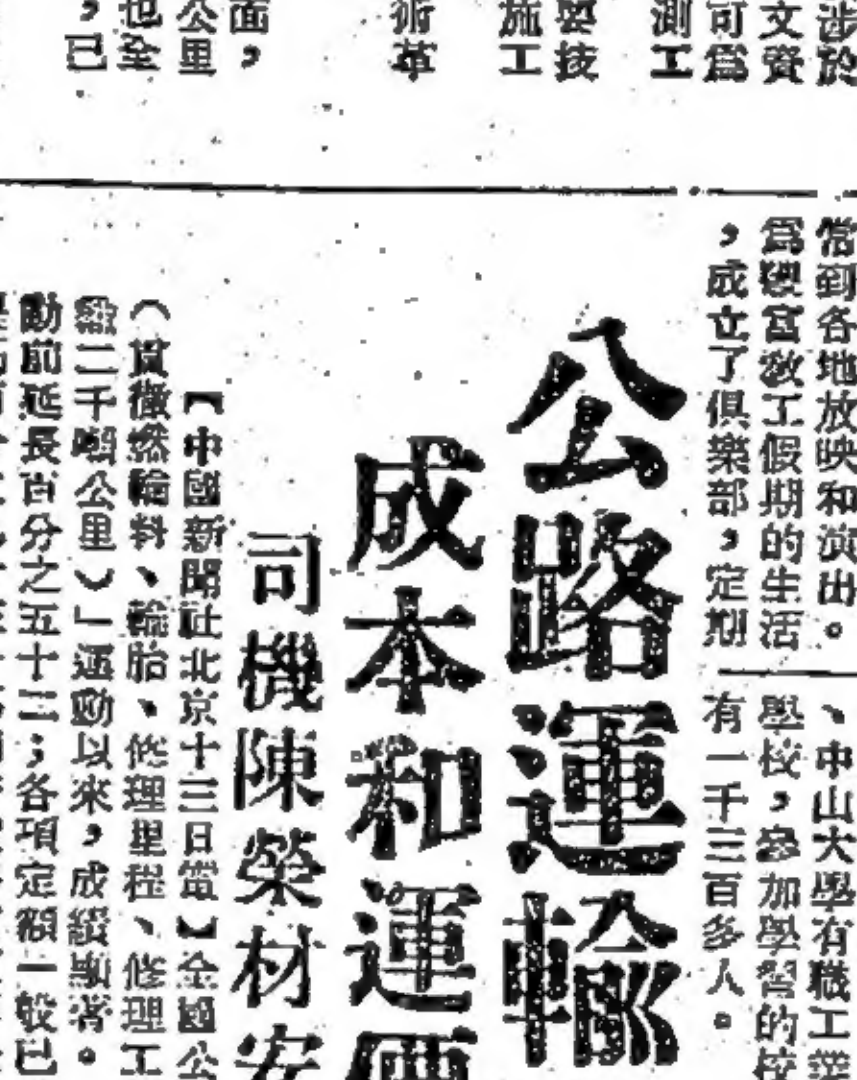 涉於
文資
可爲
測工
要技
施工
術革
面，
公里
也全
，已
常到各地放映和演出。
爲豐富教工假期的生活
，成立了俱樂部，定期
、中山大學有職工業
學校，參加學習的校
有一千三百多人。
公路運輸
成本和運價
司機陳榮材安
【中國新聞社北京十三日電】全國公
燃輪料、輪胎、修理里程、修理工
二千噸公里）」運動以來，成績顯著。
動前延長百分之五十三；各項定額一般已